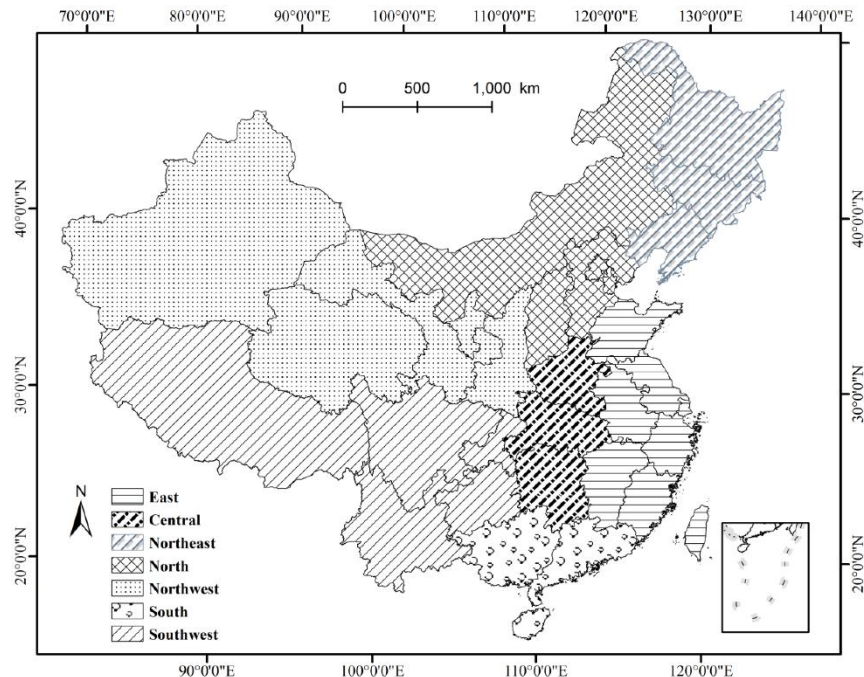 70°0'0"E 80°0'0"E 90°0'0"E 100°0'0"E 110°0'0"E 120°0'0"E 130°0'0"E 140°0'0"E
0 500 1,000 km
40°0'0"N 40°0'0"N
30°0'0"N 30°0'0"N
N
East
Central
Northeast
North
Northwest
South
Southwest
20°0'0"N 20°0'0"N
90°0'0"E 100°0'0"E 110°0'0"E 120°0'0"E